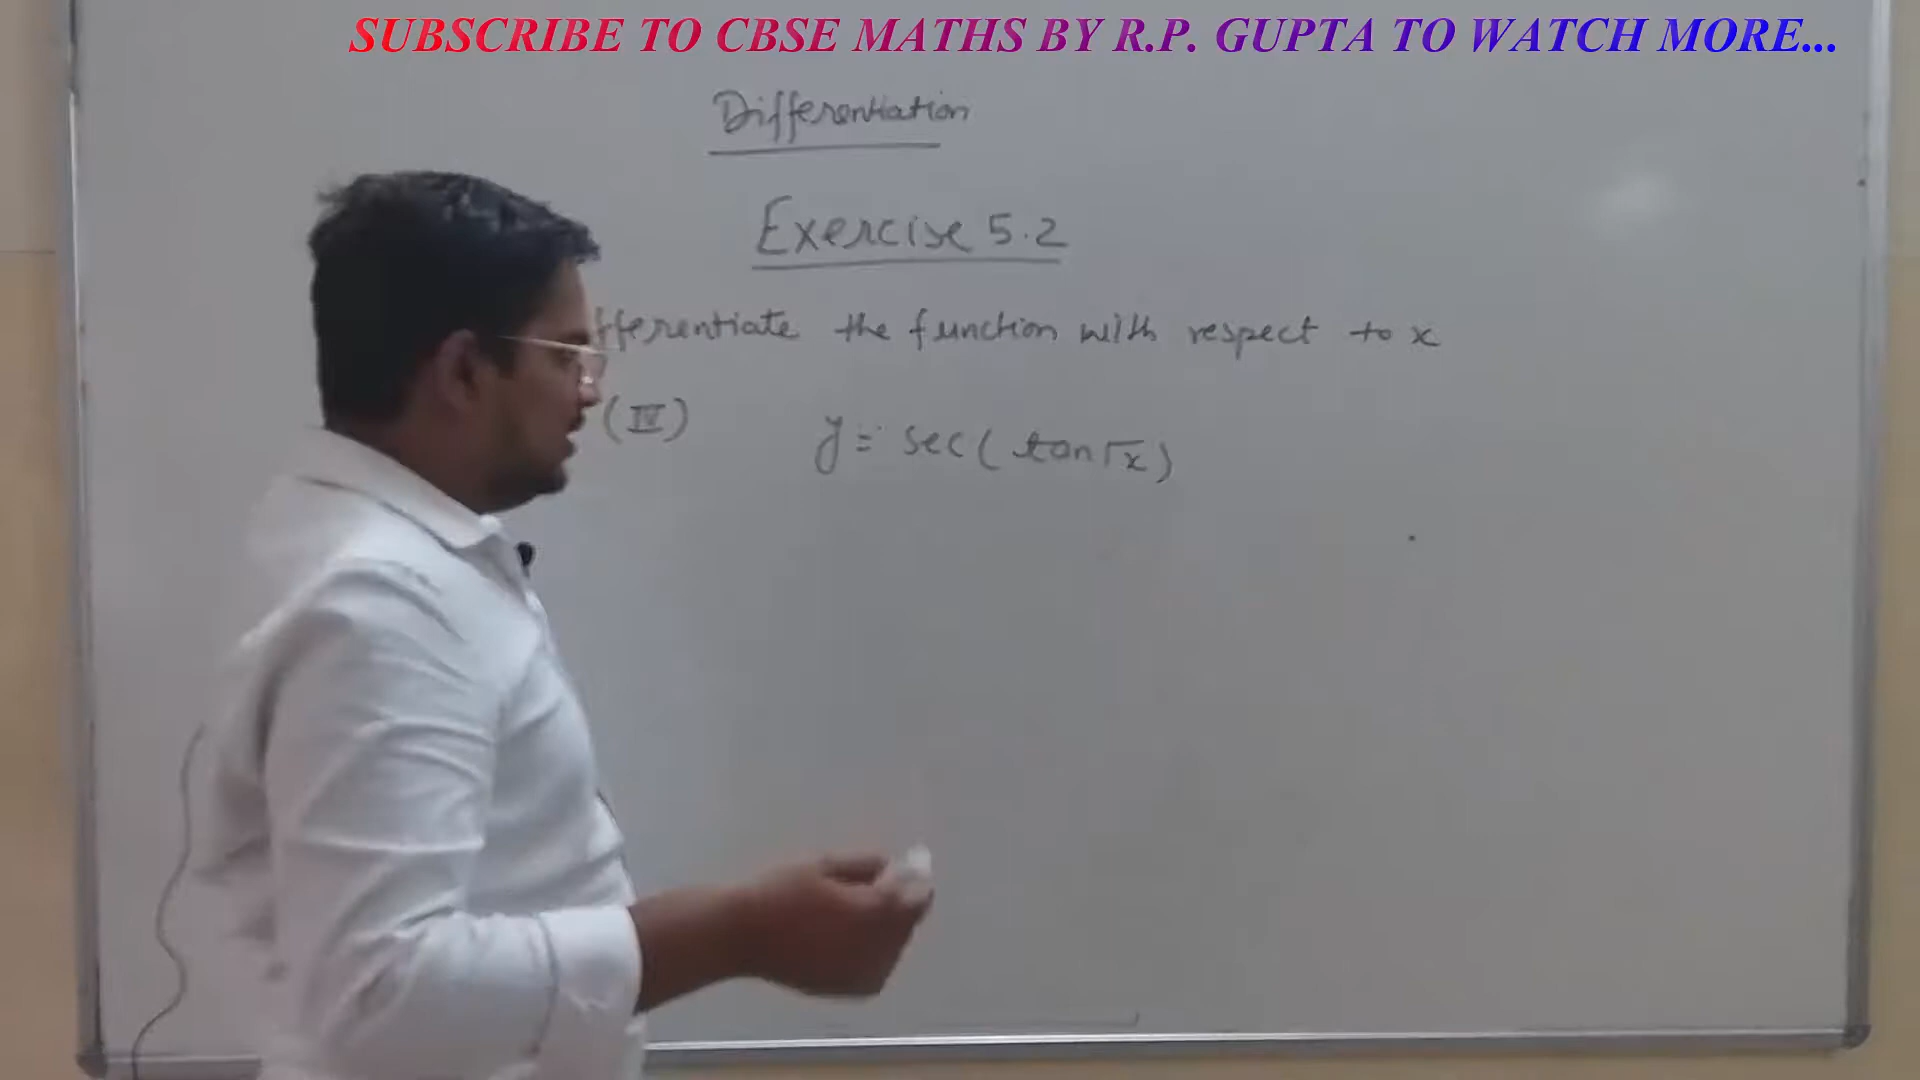 SUBSCRIBE TO CBSE MATHS BY R.P. GUPTA TO WATCH MORE...
Differentiation
Exercise 5.2
fferentiate the function with respect to x
(IV) y = sec( tan√x )